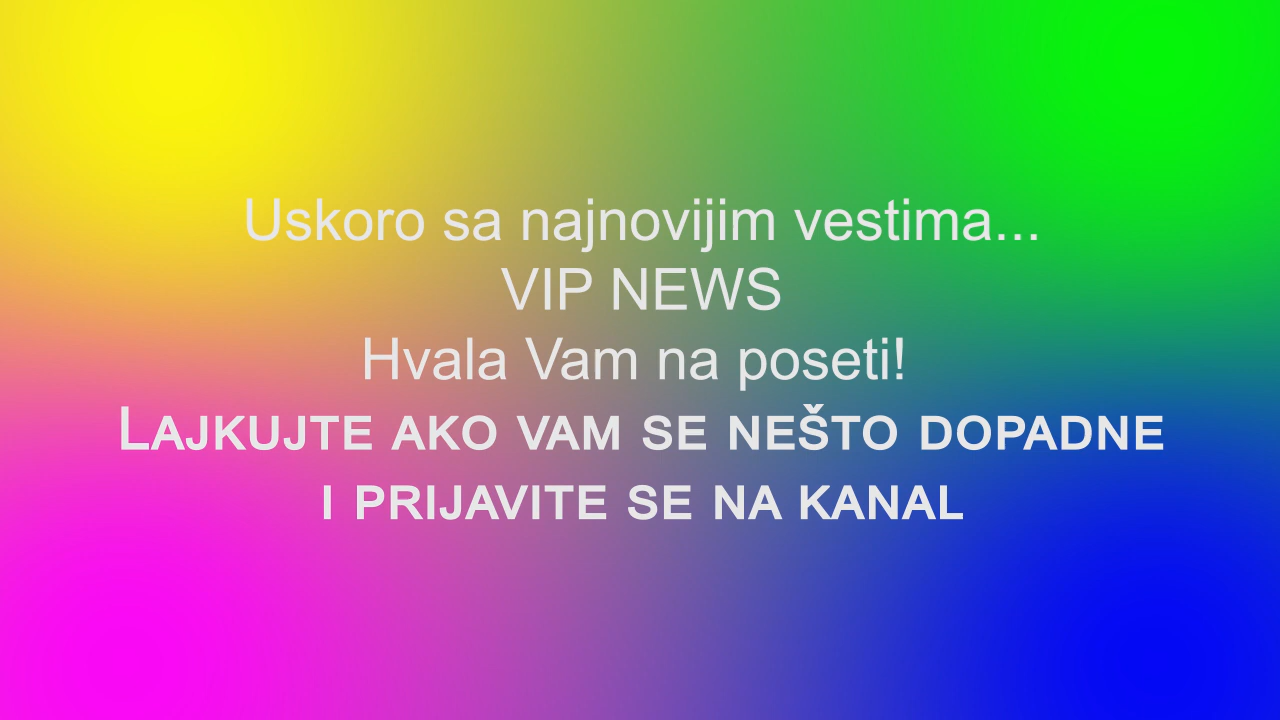 Uskoro sa najnovijim vestima...
VIP NEWS
Hvala Vam na poseti!
LAJKUJTE AKO VAM SE NEŠTO DOPADNE
I PRIJAVITE SE NA KANAL